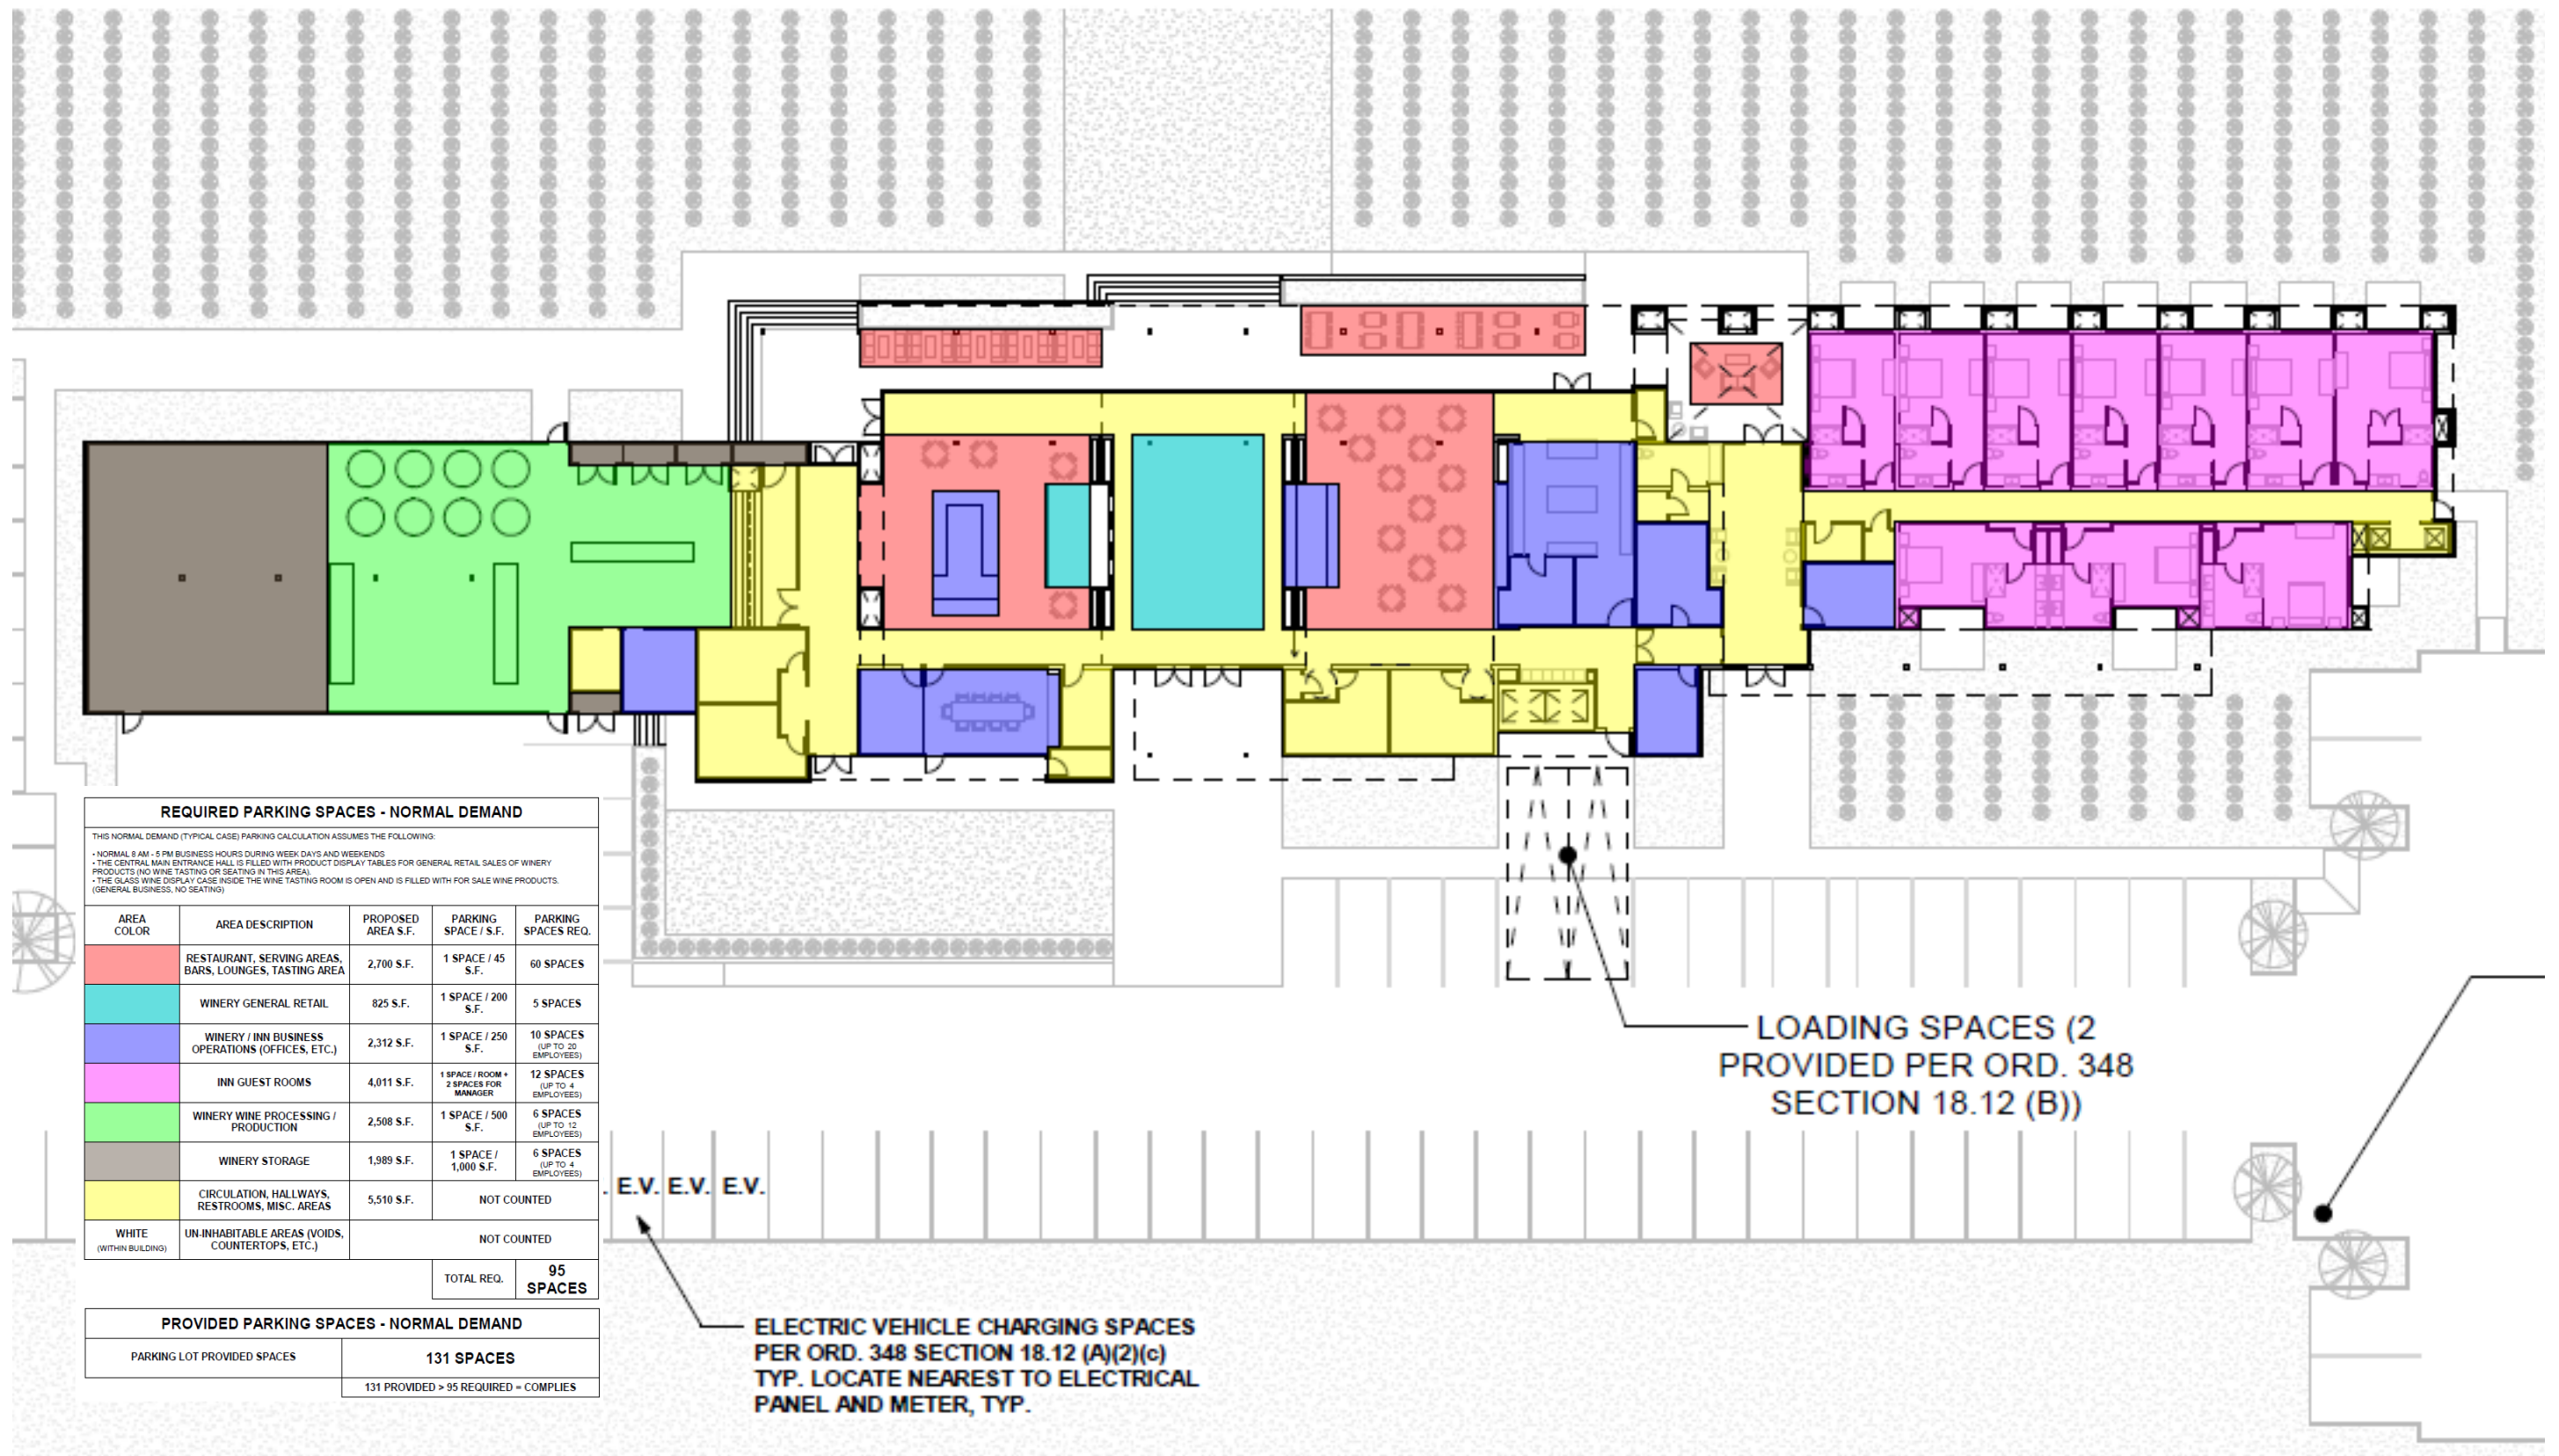 REQUIRED PARKING SPACES - NORMAL DEMAND
THIS NORMAL DEMAND (TYPICAL CASE) PARKING CALCULATION ASSUMES THE FOLLOWING:
- NORMAL 8 AM - 5 PM BUSINESS HOURS DURING WEEK DAYS AND WEEKENDS
- THE CENTRAL MAIN ENTRANCE HALL IS FILLED WITH PRODUCT DISPLAY TABLES FOR GENERAL RETAIL SALES OF WINERY
PRODUCTS (NO WINE TASTING OR SEATING IN THIS AREA).
- THE GLASS WINE DISPLAY CASE INSIDE THE WINE TASTING ROOM IS OPEN AND IS FILLED WITH FOR SALE WINE PRODUCTS.
(GENERAL BUSINESS, NO SEATING)
AREA COLOR AREA DESCRIPTION PROPOSED AREA S.F. PARKING SPACE / S.F. PARKING SPACES REQ.
RESTAURANT, SERVING AREAS, BARS, LOUNGES, TASTING AREA 2,700 S.F. 1 SPACE / 45 S.F. 60 SPACES
WINERY GENERAL RETAIL 825 S.F. 1 SPACE / 200 S.F. 5 SPACES
WINERY / INN BUSINESS OPERATIONS (OFFICES, ETC.) 2,312 S.F. 1 SPACE / 250 S.F. 10 SPACES (UP TO 20 EMPLOYEES)
INN GUEST ROOMS 4,011 S.F. 1 SPACE / ROOM + 2 SPACES FOR MANAGER 12 SPACES (UP TO 4 EMPLOYEES)
WINERY WINE PROCESSING / PRODUCTION 2,508 S.F. 1 SPACE / 500 S.F. 6 SPACES (UP TO 12 EMPLOYEES)
WINERY STORAGE 1,989 S.F. 1 SPACE / 1,000 S.F. 6 SPACES (UP TO 4 EMPLOYEES)
CIRCULATION, HALLWAYS, RESTROOMS, MISC. AREAS 5,510 S.F. NOT COUNTED
WHITE (WITHIN BUILDING) UN-INHABITABLE AREAS (VOIDS, COUNTERTOPS, ETC.) NOT COUNTED
TOTAL REQ. 95 SPACES
PROVIDED PARKING SPACES - NORMAL DEMAND
PARKING LOT PROVIDED SPACES 131 SPACES
131 PROVIDED > 95 REQUIRED = COMPLIES
E.V. E.V. E.V.
ELECTRIC VEHICLE CHARGING SPACES
PER ORD. 348 SECTION 18.12 (A)(2)(c)
TYP. LOCATE NEAREST TO ELECTRICAL
PANEL AND METER, TYP.
LOADING SPACES (2
PROVIDED PER ORD. 348
SECTION 18.12 (B))